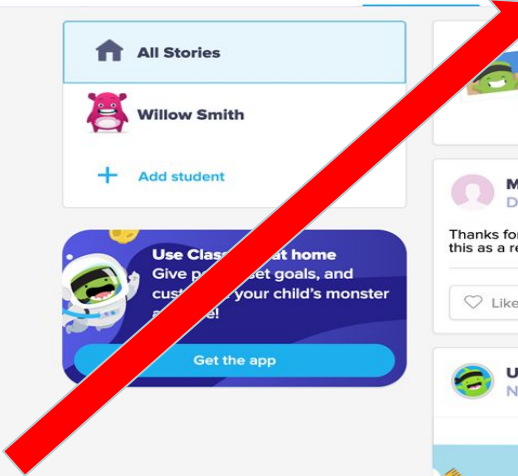 All Stories
Willow Smith
Add student
Use Clas at home
Give p et goals, and
cust your child's monster
a e!
Get the app
M
D
Thanks fo
this as a re
Like
U
N